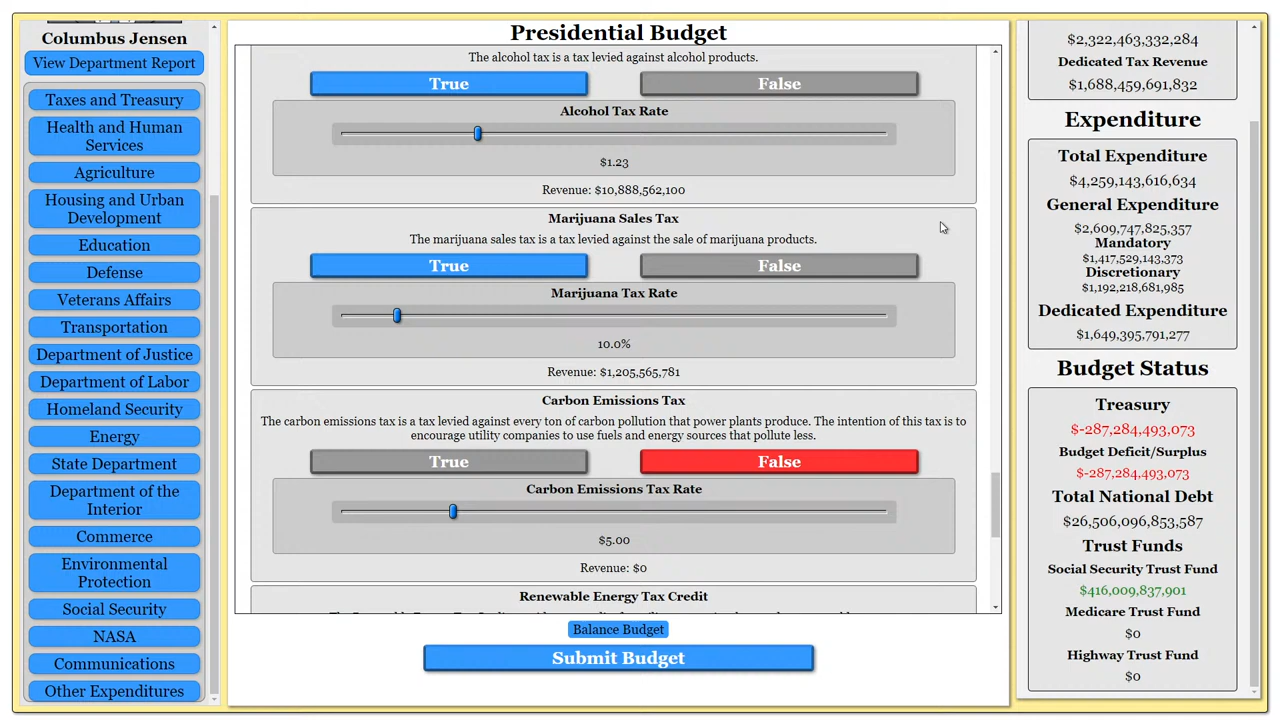 Columbus Jensen
View Department Report
Taxes and Treasury
Health and Human
Services
Agriculture
Housing and Urban
Development
Education
Defense
Veterans Affairs
Transportation
Department of Justice
Department of Labor
Homeland Security
Energy
State Department
Department of the
Interior
Commerce
Environmental
Protection
Social Security
NASA
Communications
Other Expenditures
Presidential Budget
The alcohol tax is a tax levied against alcohol products.
True False
Alcohol Tax Rate
$1.23
Revenue: $10,888,562,100
Marijuana Sales Tax
The marijuana sales tax is a tax levied against the sale of marijuana products.
True False
Marijuana Tax Rate
10.0%
Revenue: $1,205,565,781
Carbon Emissions Tax
The carbon emissions tax is a tax levied against every ton of carbon pollution that power plants produce. The intention of this tax is to
encourage utility companies to use fuels and energy sources that pollute less.
True False
Carbon Emissions Tax Rate
$5.00
Revenue: $0
Renewable Energy Tax Credit
Balance Budget
Submit Budget
$2,322,463,332,284
Dedicated Tax Revenue
$1,688,459,691,832
Expenditure
Total Expenditure
$4,259,143,616,634
General Expenditure
$2,609,747,825,357
Mandatory
$1,417,529,143,373
Discretionary
$1,192,218,681,985
Dedicated Expenditure
$1,649,395,791,277
Budget Status
Treasury
$-287,284,493,073
Budget Deficit/Surplus
$-287,284,493,073
Total National Debt
$26,506,096,853,587
Trust Funds
Social Security Trust Fund
$416,009,837,901
Medicare Trust Fund
$0
Highway Trust Fund
$0